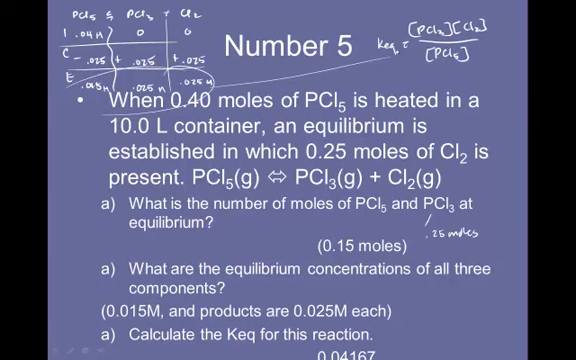 PCl5 ⇆ PCl3 + Cl2
I .04M 0 0
C - .025 + .025 + .025
E .015M .025M .025M
Keq = [PCl3][Cl2]
[PCl5]
Number 5
• When 0.40 moles of PCl5 is heated in a
10.0 L container, an equilibrium is
established in which 0.25 moles of Cl2 is
present. PCl5(g) ⇔ PCl3(g) + Cl2(g)
a) What is the number of moles of PCl5 and PCl3 at
equilibrium?
.25 moles
(0.15 moles)
a) What are the equilibrium concentrations of all three
components?
(0.015M, and products are 0.025M each)
a) Calculate the Keq for this reaction.
0.04167